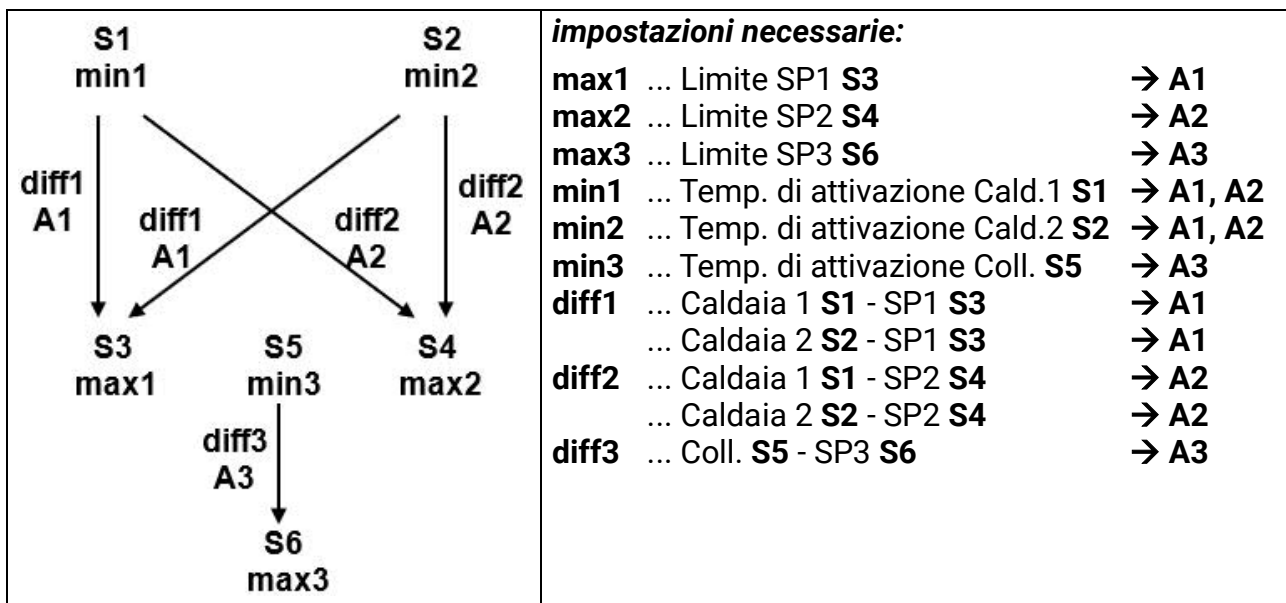 S1 S2
min1 min2
diff1 diff2
A1 diff1 diff2 A2
A1 A2
S3 S5 S4
max1 min3 max2
diff3
A3
S6
max3
impostazioni necessarie:
max1 ... Limite SP1 S3 → A1
max2 ... Limite SP2 S4 → A2
max3 ... Limite SP3 S6 → A3
min1 ... Temp. di attivazione Cald.1 S1 → A1, A2
min2 ... Temp. di attivazione Cald.2 S2 → A1, A2
min3 ... Temp. di attivazione Coll. S5 → A3
diff1 ... Caldaia 1 S1 - SP1 S3 → A1
... Caldaia 2 S2 - SP1 S3 → A1
diff2 ... Caldaia 1 S1 - SP2 S4 → A2
... Caldaia 2 S2 - SP2 S4 → A2
diff3 ... Coll. S5 - SP3 S6 → A3